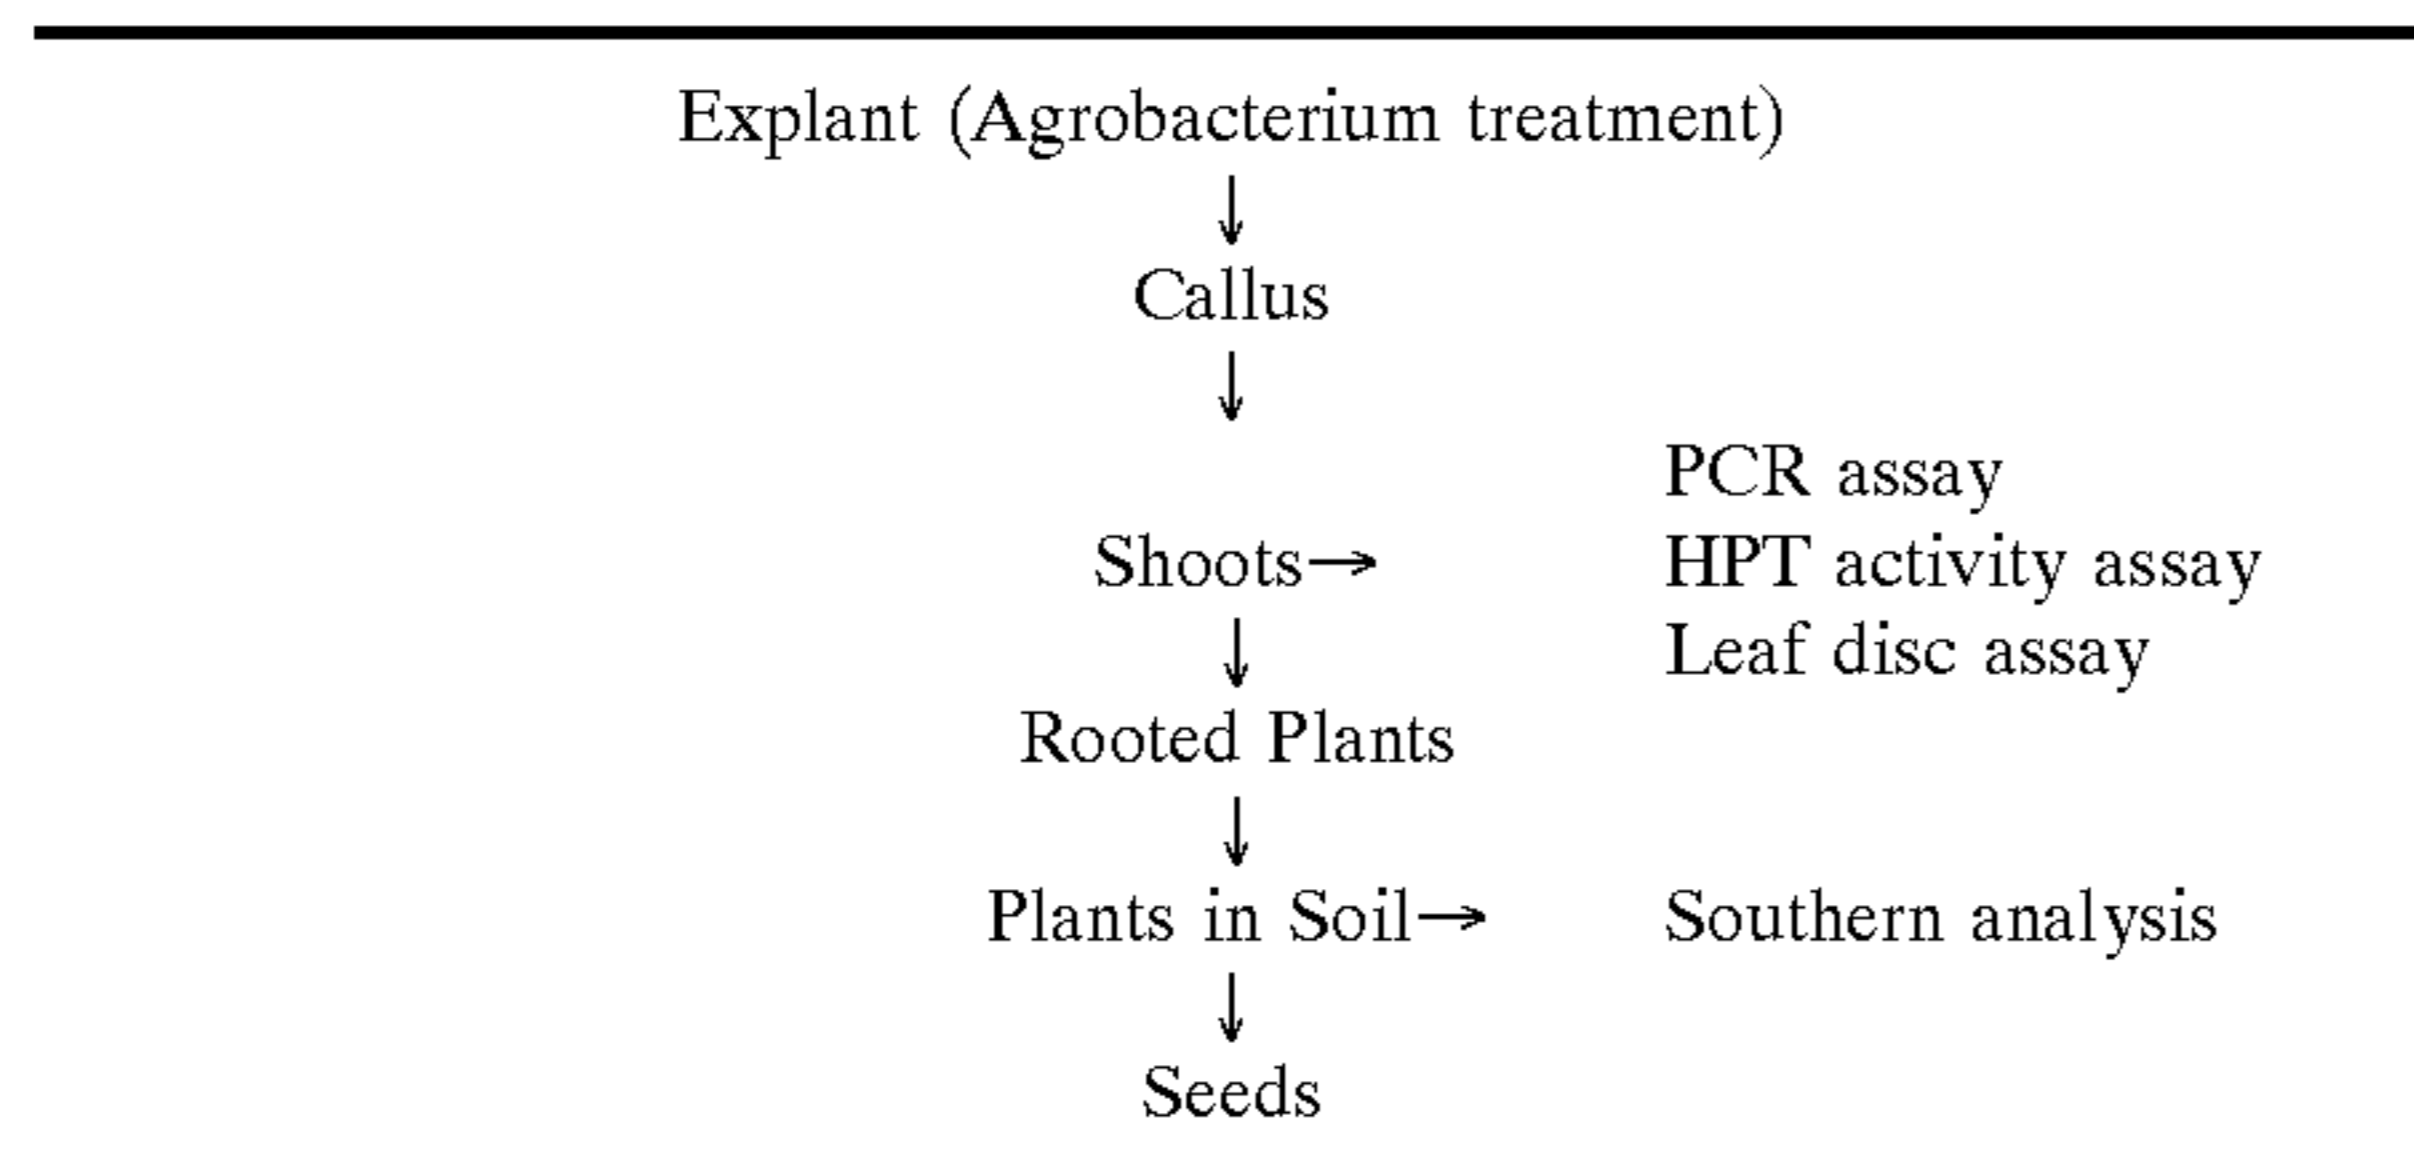 Explant (Agrobacterium treatment)
↓
Callus
↓
PCR assay
Shoots→ HPT activity assay
Leaf disc assay
↓
Rooted Plants
↓
Plants in Soil→ Southern analysis
↓
Seeds